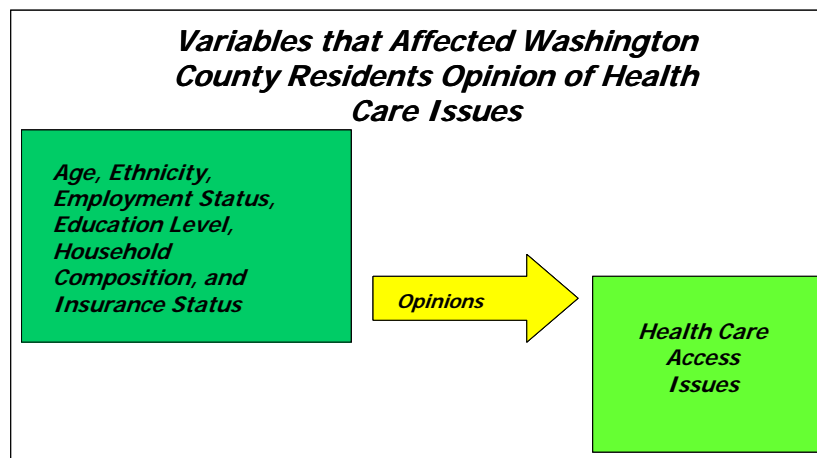 Variables that Affected Washington
County Residents Opinion of Health
Care Issues
Age, Ethnicity,
Employment Status,
Education Level,
Household
Composition, and
Insurance Status
Opinions
Health Care
Access
Issues